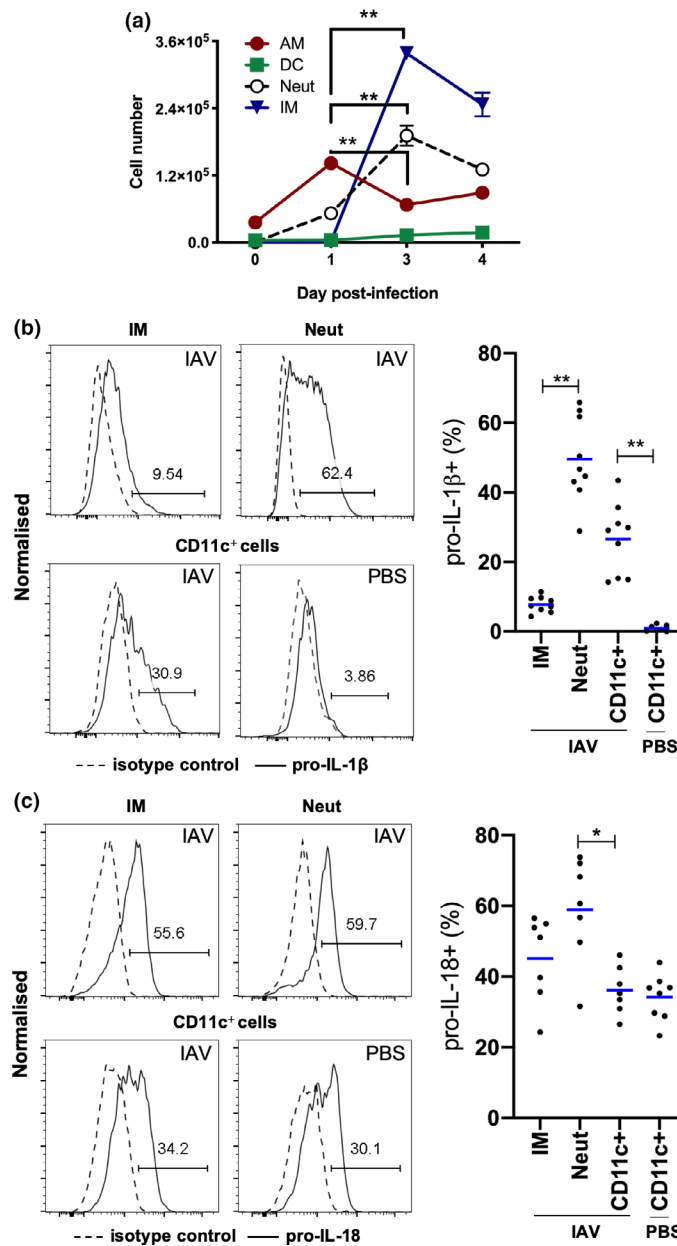 (a)
3.6×10⁵
2.4×10⁵
1.2×10⁵
0.0
Cell number
AM
DC
Neut
IM
**
**
**
0 1 3 4
Day post-infection
(b)
IM Neut
IAV IAV
9.54 62.4
CD11c⁺ cells
IAV PBS
30.9 3.86
Normalised
isotype control pro-IL-1β
pro-IL-1β+ (%)
80
60
40
20
0
** **
IM Neut CD11c+ CD11c+
IAV PBS
(c)
IM Neut
IAV IAV
55.6 59.7
CD11c⁺ cells
IAV PBS
34.2 30.1
Normalised
isotype control pro-IL-18
pro-IL-18+ (%)
80
60
40
20
0
*
IM Neut CD11c+ CD11c+
IAV PBS